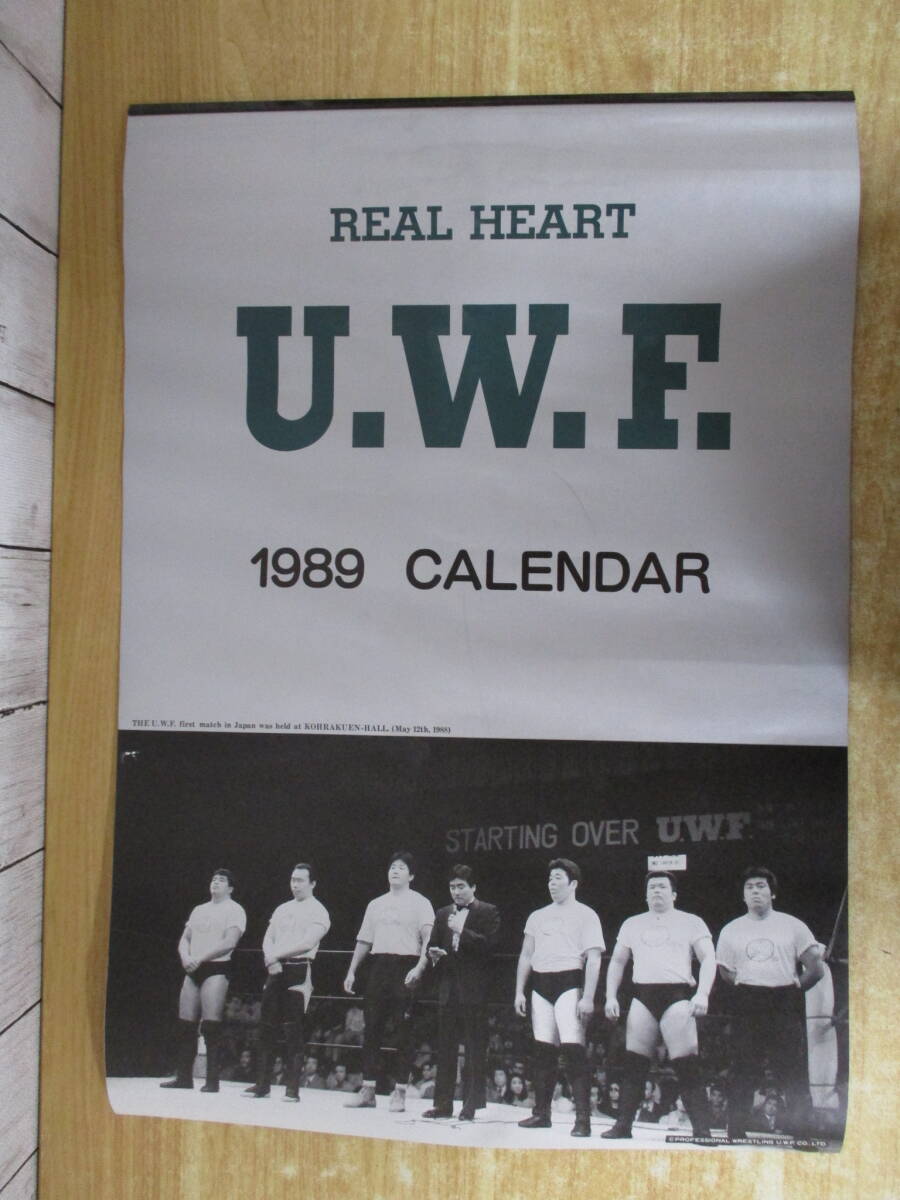 REAL HEART
U.W.F.
1989 CALENDAR
THE U.W.F. first match in Japan was held at KOHRAKUEN-HALL. (May 12th, 1988)
STARTING OVER U.W.F.
©PROFESSIONAL WRESTLING U.W.F. CO., LTD.